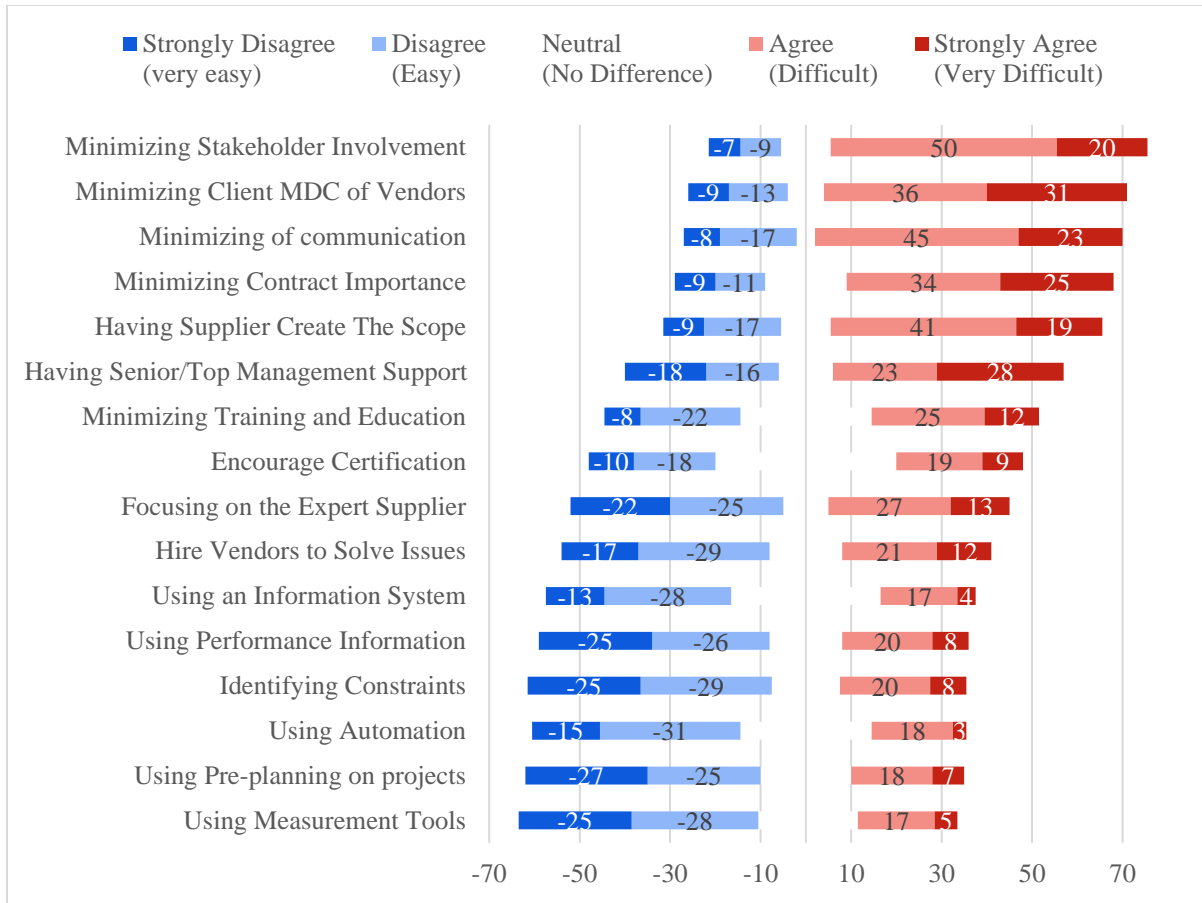 Strongly Disagree Disagree Neutral Agree Strongly Agree
(very easy) (Easy) (No Difference) (Difficult) (Very Difficult)
Minimizing Stakeholder Involvement -7 -9 50 20
Minimizing Client MDC of Vendors -9 -13 36 31
Minimizing of communication -8 -17 45 23
Minimizing Contract Importance -9 -11 34 25
Having Supplier Create The Scope -9 -17 41 19
Having Senior/Top Management Support -18 -16 23 28
Minimizing Training and Education -8 -22 25 12
Encourage Certification -10 -18 19 9
Focusing on the Expert Supplier -22 -25 27 13
Hire Vendors to Solve Issues -17 -29 21 12
Using an Information System -13 -28 17 4
Using Performance Information -25 -26 20 8
Identifying Constraints -25 -29 20 8
Using Automation -15 -31 18 3
Using Pre-planning on projects -27 -25 18 7
Using Measurement Tools -25 -28 17 5
-70 -50 -30 -10 10 30 50 70